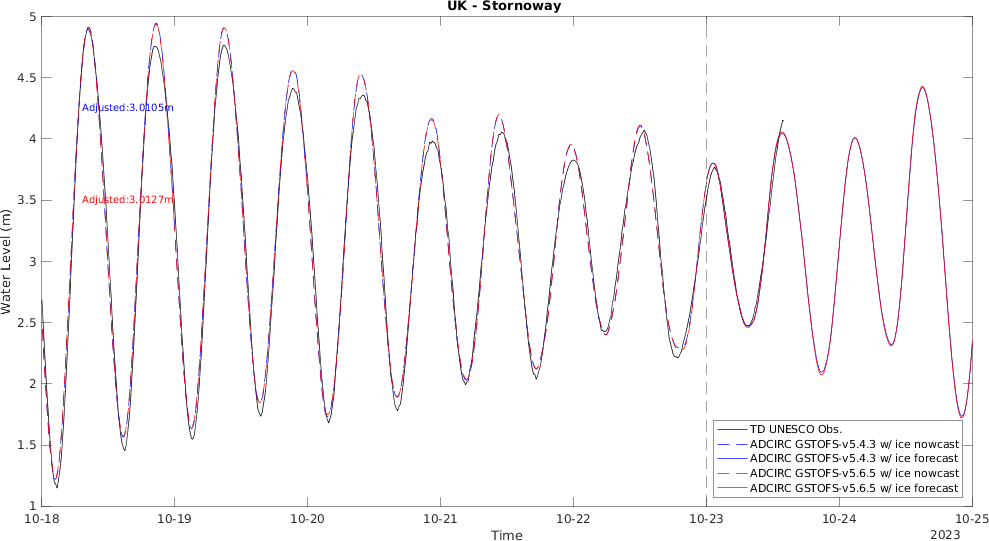 UK - Stornoway
5
4.5
4
3.5
3
2.5
2
1.5
1
Water Level (m)
Adjusted:3.0105m
Adjusted:3.0127m
TD UNESCO Obs.
ADCIRC GSTOFS-v5.4.3 w/ ice nowcast
ADCIRC GSTOFS-v5.4.3 w/ ice forecast
ADCIRC GSTOFS-v5.6.5 w/ ice nowcast
ADCIRC GSTOFS-v5.6.5 w/ ice forecast
10-18 10-19 10-20 10-21 10-22 10-23 10-24 10-25
Time
2023